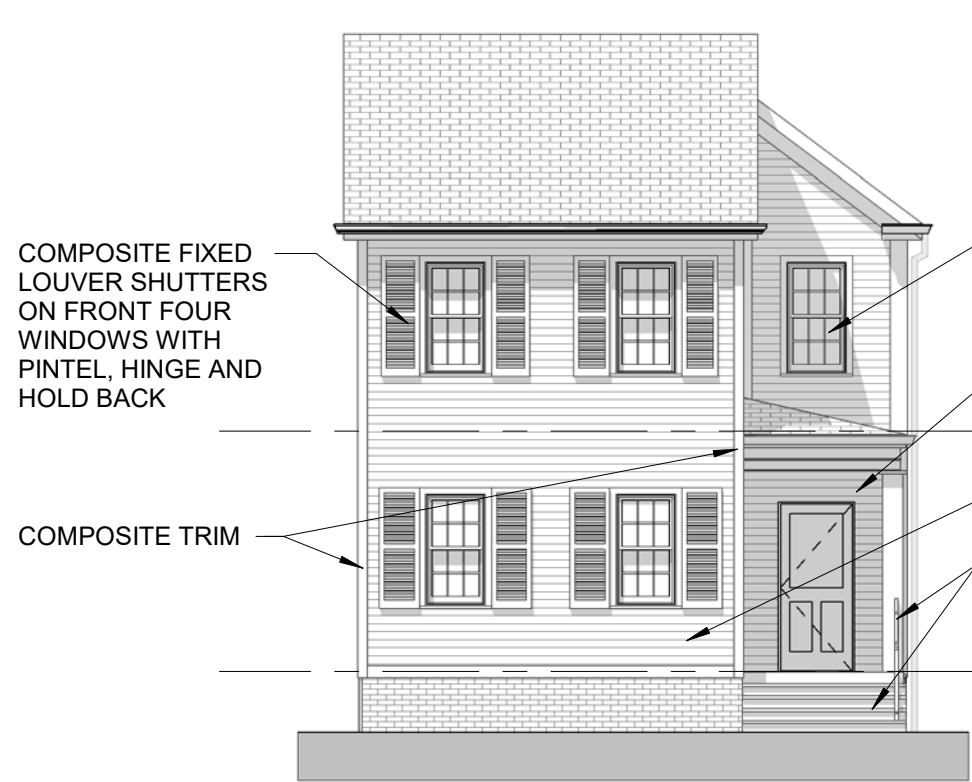 COMPOSITE FIXED
LOUVER SHUTTERS
ON FRONT FOUR
WINDOWS WITH
PINTEL, HINGE AND
HOLD BACK
COMPOSITE TRIM